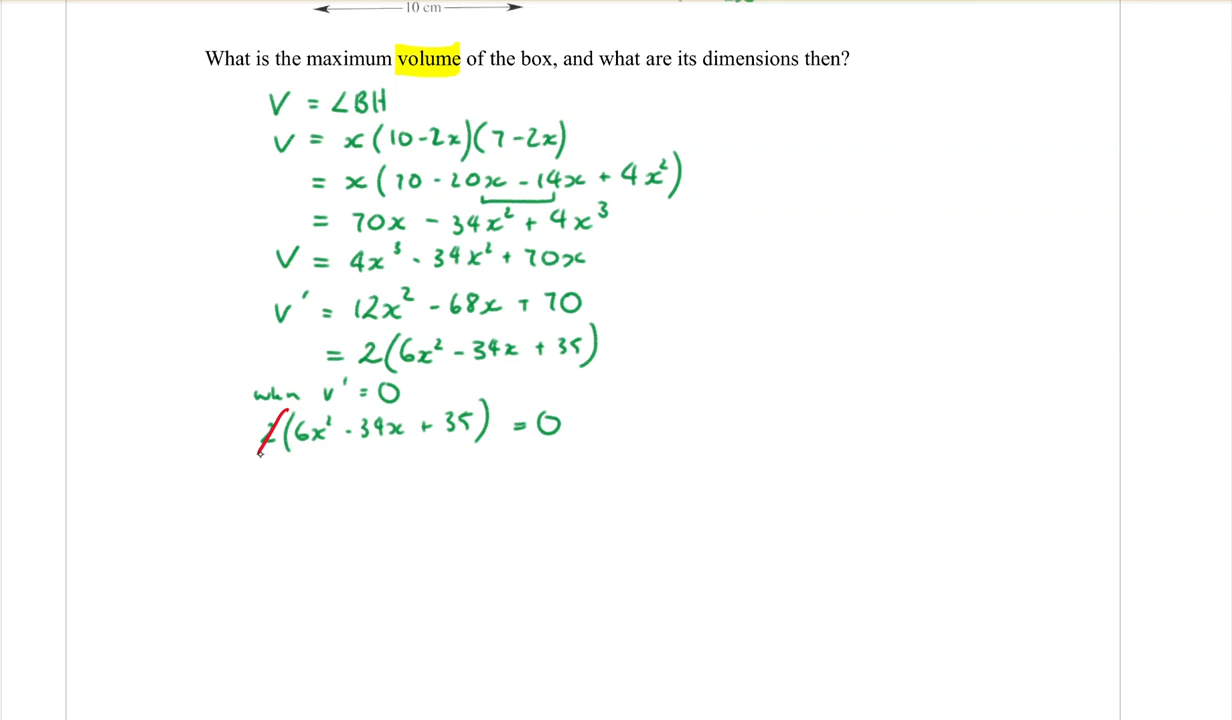 10 cm
What is the maximum volume of the box, and what are its dimensions then?
V = LBH
V = x(10-2x)(7-2x)
= x(70 - 20x - 14x + 4x²)
= 70x - 34x² + 4x³
V = 4x³ - 34x² + 70x
V' = 12x² - 68x + 70
= 2(6x² - 34x + 35)
when V' = 0
2(6x² - 34x + 35) = 0